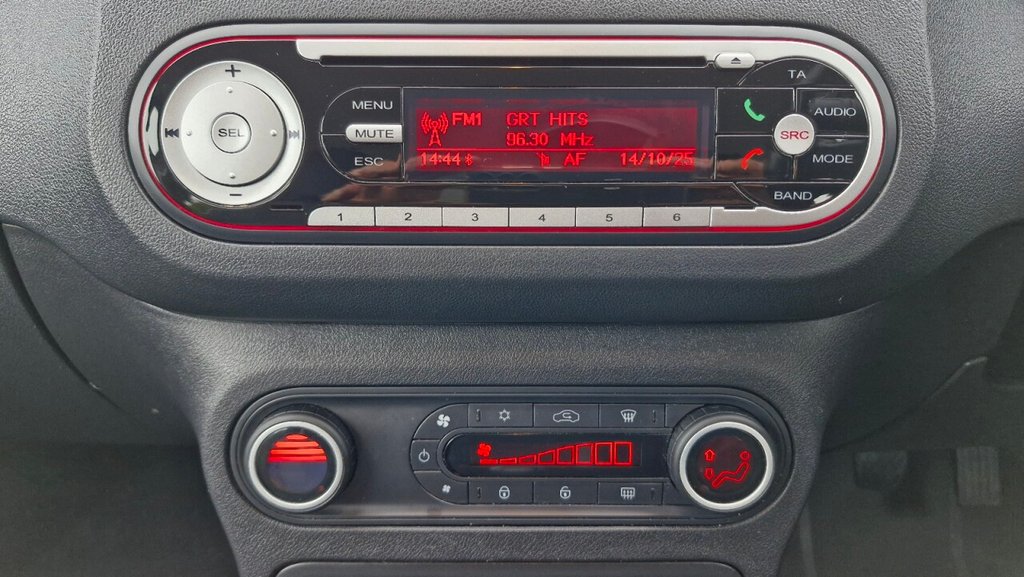 TA
MENU
FM1 GRT HITS
AUDIO
SEL
MUTE
96.30 MHz
SRC
ESC
14:44 AF 14/10/25
MODE
BAND
1 2 3 4 5 6